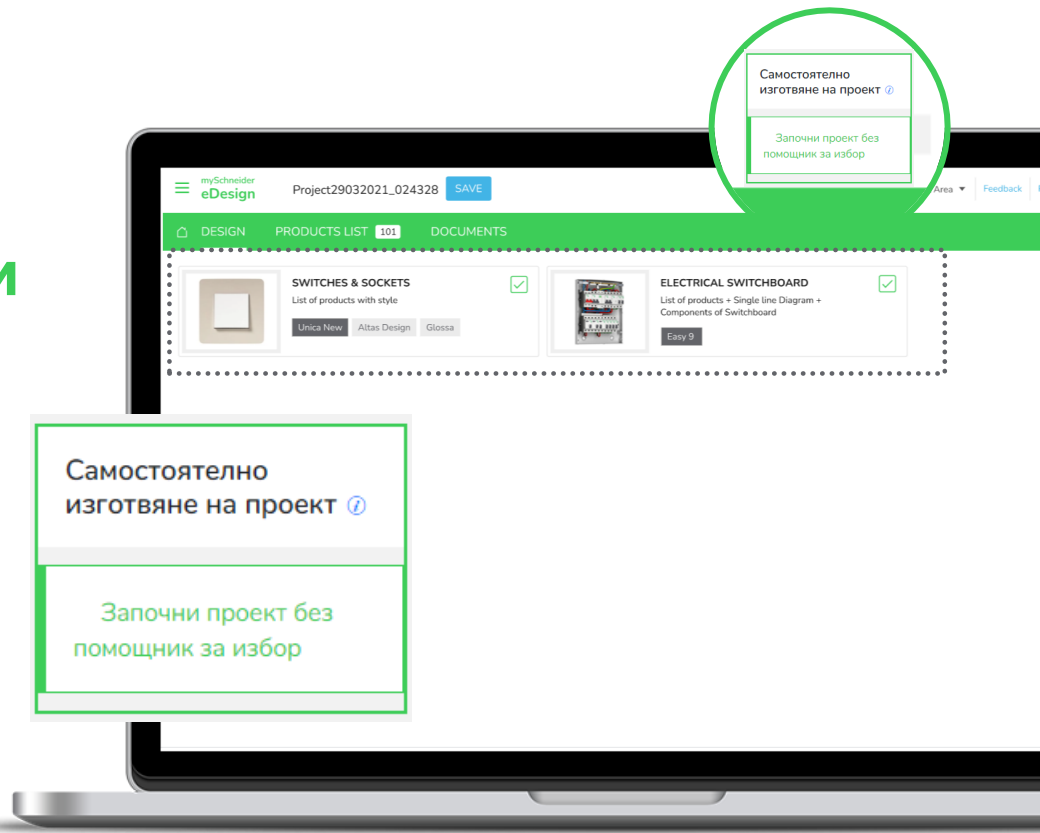 Самостоятелно
изготвяне на проект
Започни проект без
помощник за избор
mySchneider
eDesign
Project29032021_024328
SAVE
Area
Feedback
DESIGN
PRODUCTS LIST
101
DOCUMENTS
и
SWITCHES & SOCKETS
List of products with style
Unica New
Altas Design
Glossa
ELECTRICAL SWITCHBOARD
List of products + Single line Diagram +
Components of Switchboard
Easy 9
Самостоятелно
изготвяне на проект
Започни проект без
помощник за избор